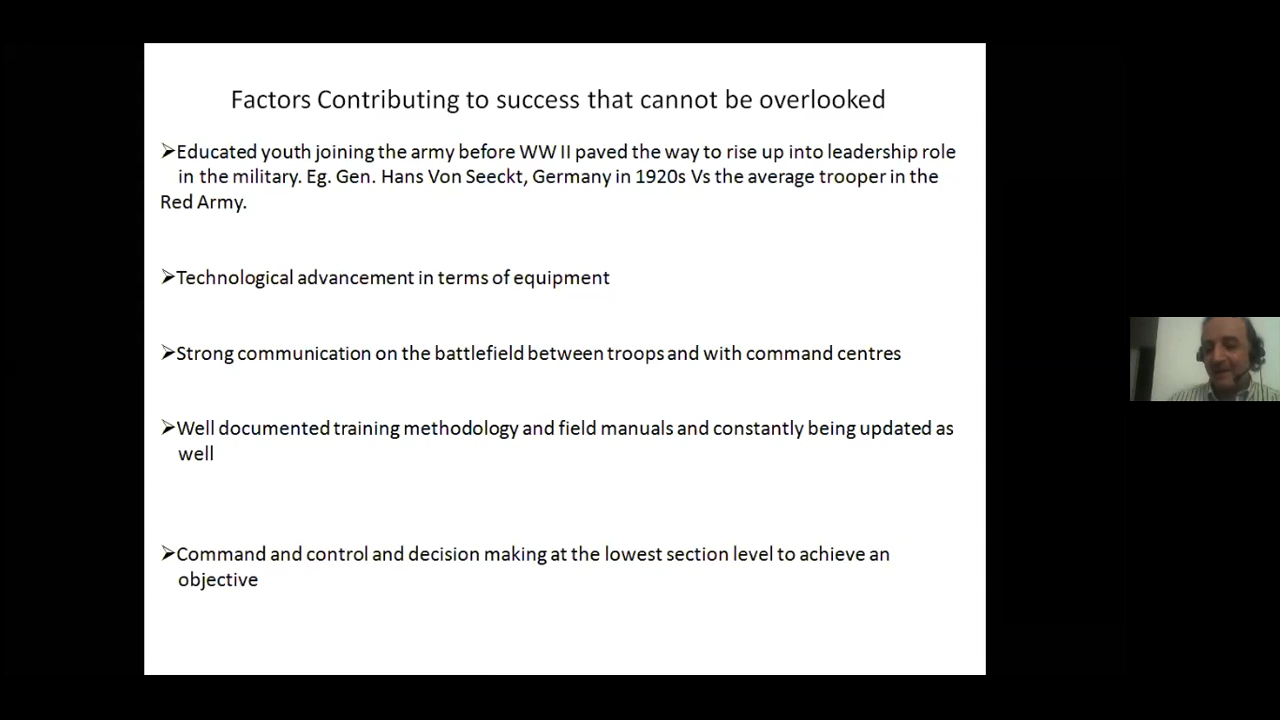 Factors Contributing to success that cannot be overlooked
➢Educated youth joining the army before WW II paved the way to rise up into leadership role
in the military. Eg. Gen. Hans Von Seeckt, Germany in 1920s Vs the average trooper in the
Red Army.
➢Technological advancement in terms of equipment
➢Strong communication on the battlefield between troops and with command centres
➢Well documented training methodology and field manuals and constantly being updated as
well
➢Command and control and decision making at the lowest section level to achieve an
objective